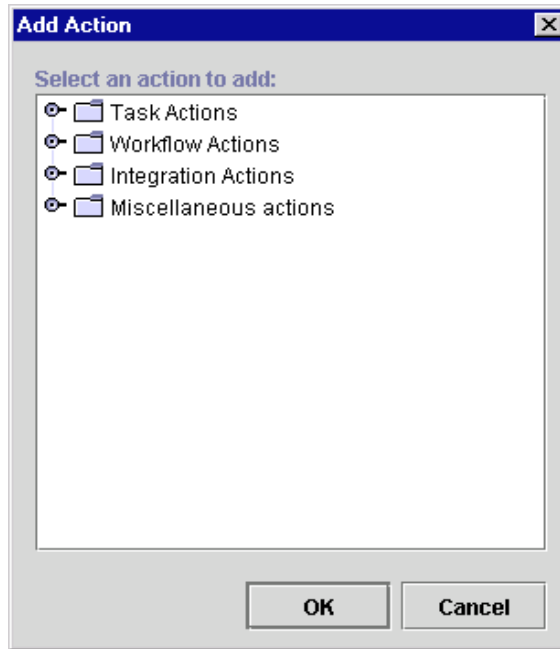 Add Action
Select an action to add:
Task Actions
Workflow Actions
Integration Actions
Miscellaneous actions
OK
Cancel